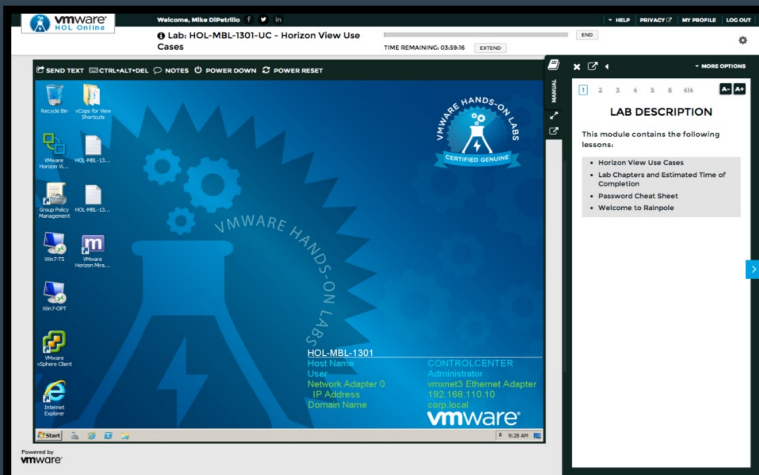 vmware
HOL Online
Welcome, Mike DiPetrillo
HELP PRIVACY MY PROFILE LOG OUT
Lab: HOL-MBL-1301-UC - Horizon View Use
Cases
TIME REMAINING: 03:59:16 EXTEND
END
SEND TEXT CTRL+ALT+DEL NOTES POWER DOWN POWER RESET
MANUAL
MORE OPTIONS
1 2 3 4 5 6 414 A- A+
LAB DESCRIPTION
This module contains the following
lessons:
Horizon View Use Cases
Lab Chapters and Estimated Time of
Completion
Password Cheat Sheet
Welcome to Rainpole
Recycle Bin
vCops for View
Shortcuts
VMware
Horizon Vi...
HOL-MBL-13...
Group Policy
Management
HOL-MBL-13...
Win7-TS
VMware
Horizon Mira...
Win7-OPT
VMware
vSphere Client
Internet
Explorer
VMWARE HANDS-ON LABS
CERTIFIED GENUINE
VMWARE HANDS-ON LABS
HOL-MBL-1301
Host Name CONTROLCENTER
User Administrator
Network Adapter 0 vmxnet3 Ethernet Adapter
IP Address 192.168.110.10
Domain Name corp.local
vmware
Start
9:28 AM
Powered by
vmware